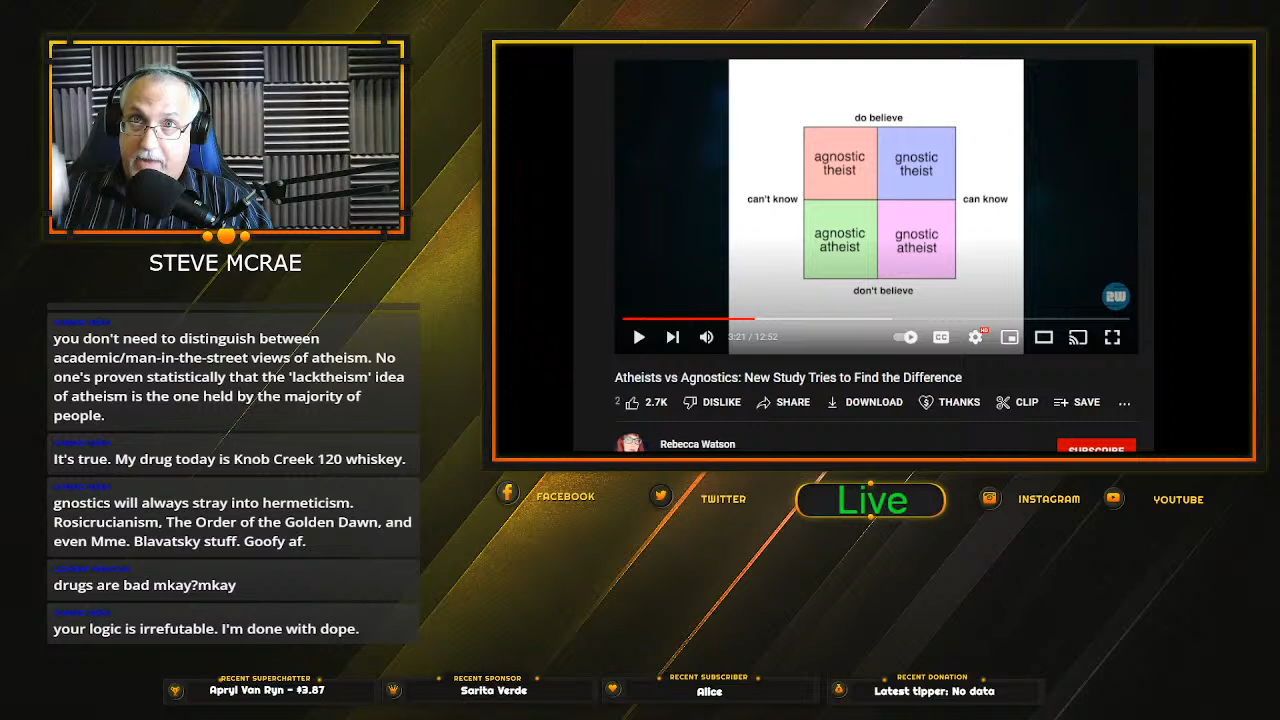 STEVE MCRAE
you don't need to distinguish between
academic/man-in-the-street views of atheism. No
one's proven statistically that the 'lacktheism' idea
of atheism is the one held by the majority of
people.
It's true. My drug today is Knob Creek 120 whiskey.
gnostics will always stray into hermeticism.
Rosicrucianism, The Order of the Golden Dawn, and
even Mme. Blavatsky stuff. Goofy af.
drugs are bad mkay?mkay
your logic is irrefutable. I'm done with dope.
do believe
agnostic
theist
gnostic
theist
can't know
can know
agnostic
atheist
gnostic
atheist
don't believe
2W
3:21 / 12:52
CC
HD
Atheists vs Agnostics: New Study Tries to Find the Difference
2
2.7K
DISLIKE
SHARE
DOWNLOAD
THANKS
CLIP
SAVE
...
Rebecca Watson
SUBSCRIBE
FACEBOOK
TWITTER
Live
INSTAGRAM
YOUTUBE
RECENT SUPERCHATTER
Apryl Van Ryn - $3.87
RECENT SPONSOR
Sarita Verde
RECENT SUBSCRIBER
Alice
RECENT DONATION
Latest tipper: No data